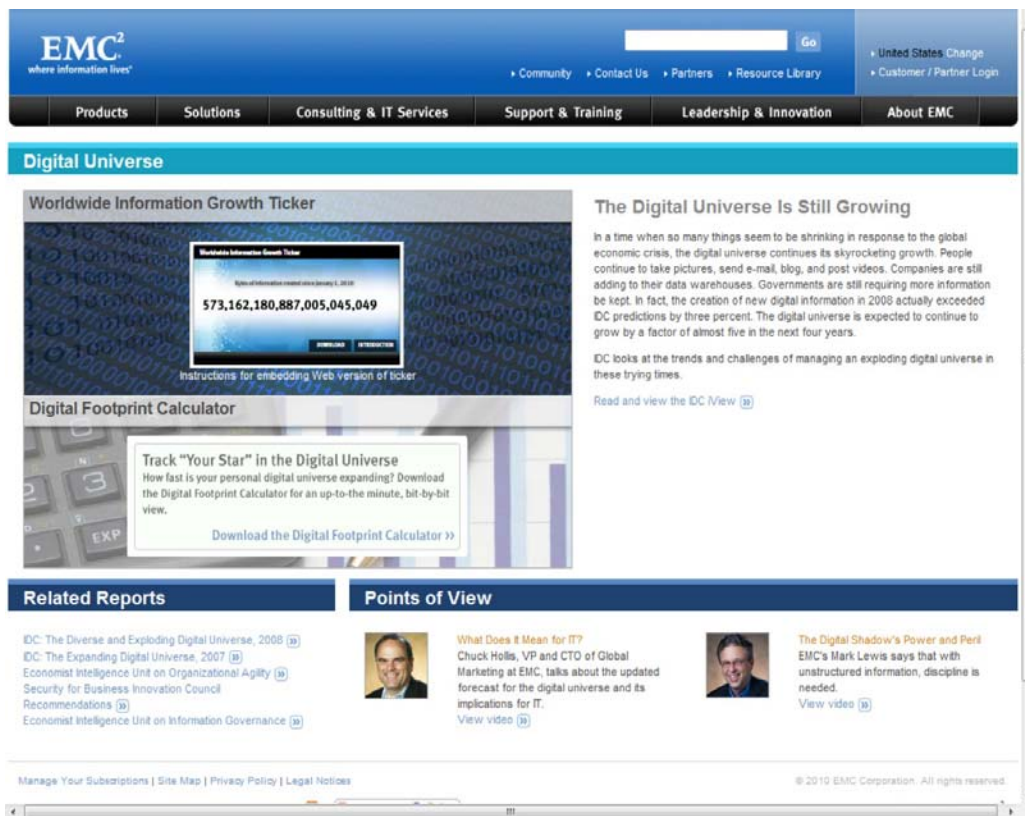 EMC²
where information lives®
Go
United States Change
Community
Contact Us
Partners
Resource Library
Customer / Partner Login
Products
Solutions
Consulting & IT Services
Support & Training
Leadership & Innovation
About EMC
Digital Universe
Worldwide Information Growth Ticker
Worldwide Information Growth Ticker
Bytes of information created since January 1, 2010
573,162,180,887,005,045,049
DOWNLOAD
INTRODUCTION
Instructions for embedding Web version of ticker
Digital Footprint Calculator
Track "Your Star" in the Digital Universe
How fast is your personal digital universe expanding? Download
the Digital Footprint Calculator for an up-to-the minute, bit-by-bit
view.
Download the Digital Footprint Calculator »
The Digital Universe Is Still Growing
In a time when so many things seem to be shrinking in response to the global
economic crisis, the digital universe continues its skyrocketing growth. People
continue to take pictures, send e-mail, blog, and post videos. Companies are still
adding to their data warehouses. Governments are still requiring more information
be kept. In fact, the creation of new digital information in 2008 actually exceeded
IDC predictions by three percent. The digital universe is expected to continue to
grow by a factor of almost five in the next four years.
IDC looks at the trends and challenges of managing an exploding digital universe in
these trying times.
Read and view the IDC iView
Related Reports
IDC: The Diverse and Exploding Digital Universe, 2008
IDC: The Expanding Digital Universe, 2007
Economist Intelligence Unit on Organizational Agility
Security for Business Innovation Council
Recommendations
Economist Intelligence Unit on Information Governance
Points of View
What Does it Mean for IT?
Chuck Hollis, VP and CTO of Global
Marketing at EMC, talks about the updated
forecast for the digital universe and its
implications for IT.
View video
The Digital Shadow's Power and Peril
EMC's Mark Lewis says that with
unstructured information, discipline is
needed.
View video
Manage Your Subscriptions | Site Map | Privacy Policy | Legal Notices
© 2010 EMC Corporation. All rights reserved.